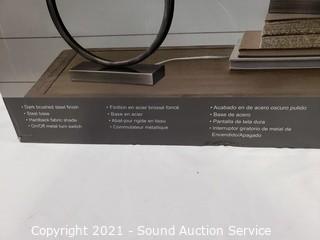 • Dark brushed steel finish
• Steel base
• Hardback fabric shade
• On/Off metal turn switch
• Finition en acier brossé foncé
• Base en acier
• Abat-jour rigide en tissu
• Commutateur métallique
• Acabado en de acero oscuro pulido
• Base de acero
• Pantalla de tela dura
• Interruptor giratorio de metal de
Encendido/Apagado
Copyright 2021 - Sound Auction Service